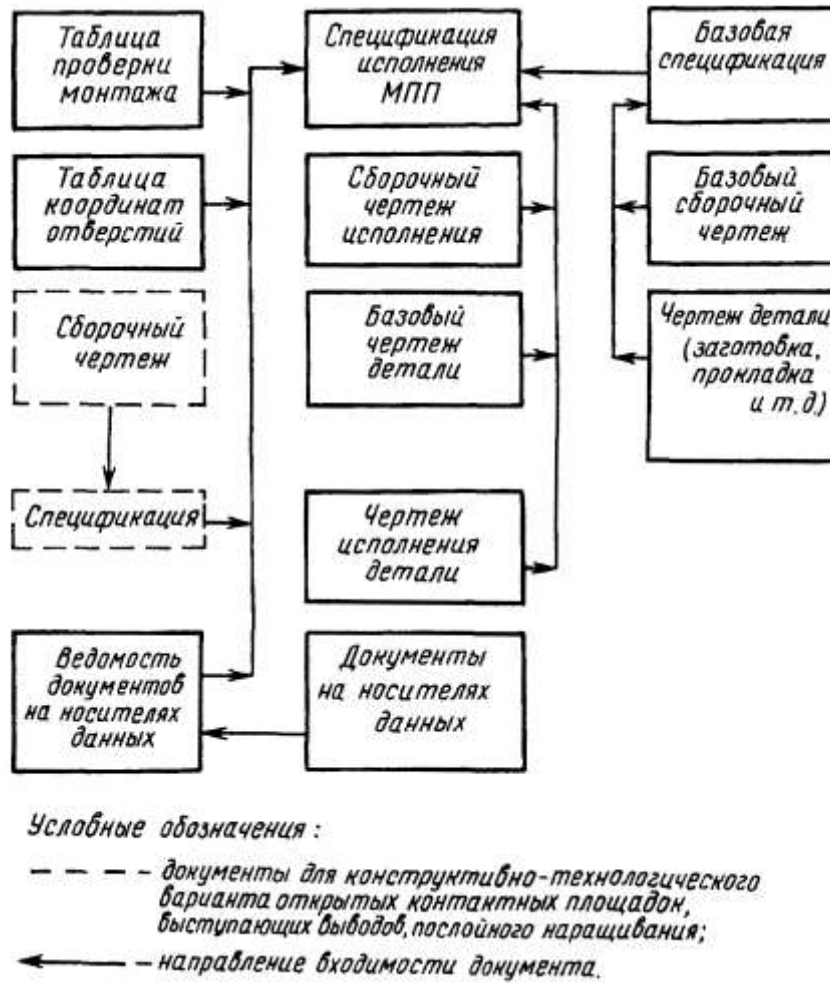 Таблица
проверки
монтажа
Спецификация
исполнения
МПП
Базовая
спецификация
Таблица
координат
отверстий
Сборочный
чертеж
исполнения
Базовый
сборочный
чертеж
Сборочный
чертеж
Базовый
чертеж
детали
Чертеж детали
(заготовка,
прокладка
и т.д.)
Спецификация
Чертеж
исполнения
детали
Ведомость
документов
на носителях
данных
Документы
на носителях
данных
Условные обозначения :
– документы для конструктивно-технологического
варианта открытых контактных площадок,
выступающих выводов, послойного наращивания;
– направление входимости документа.